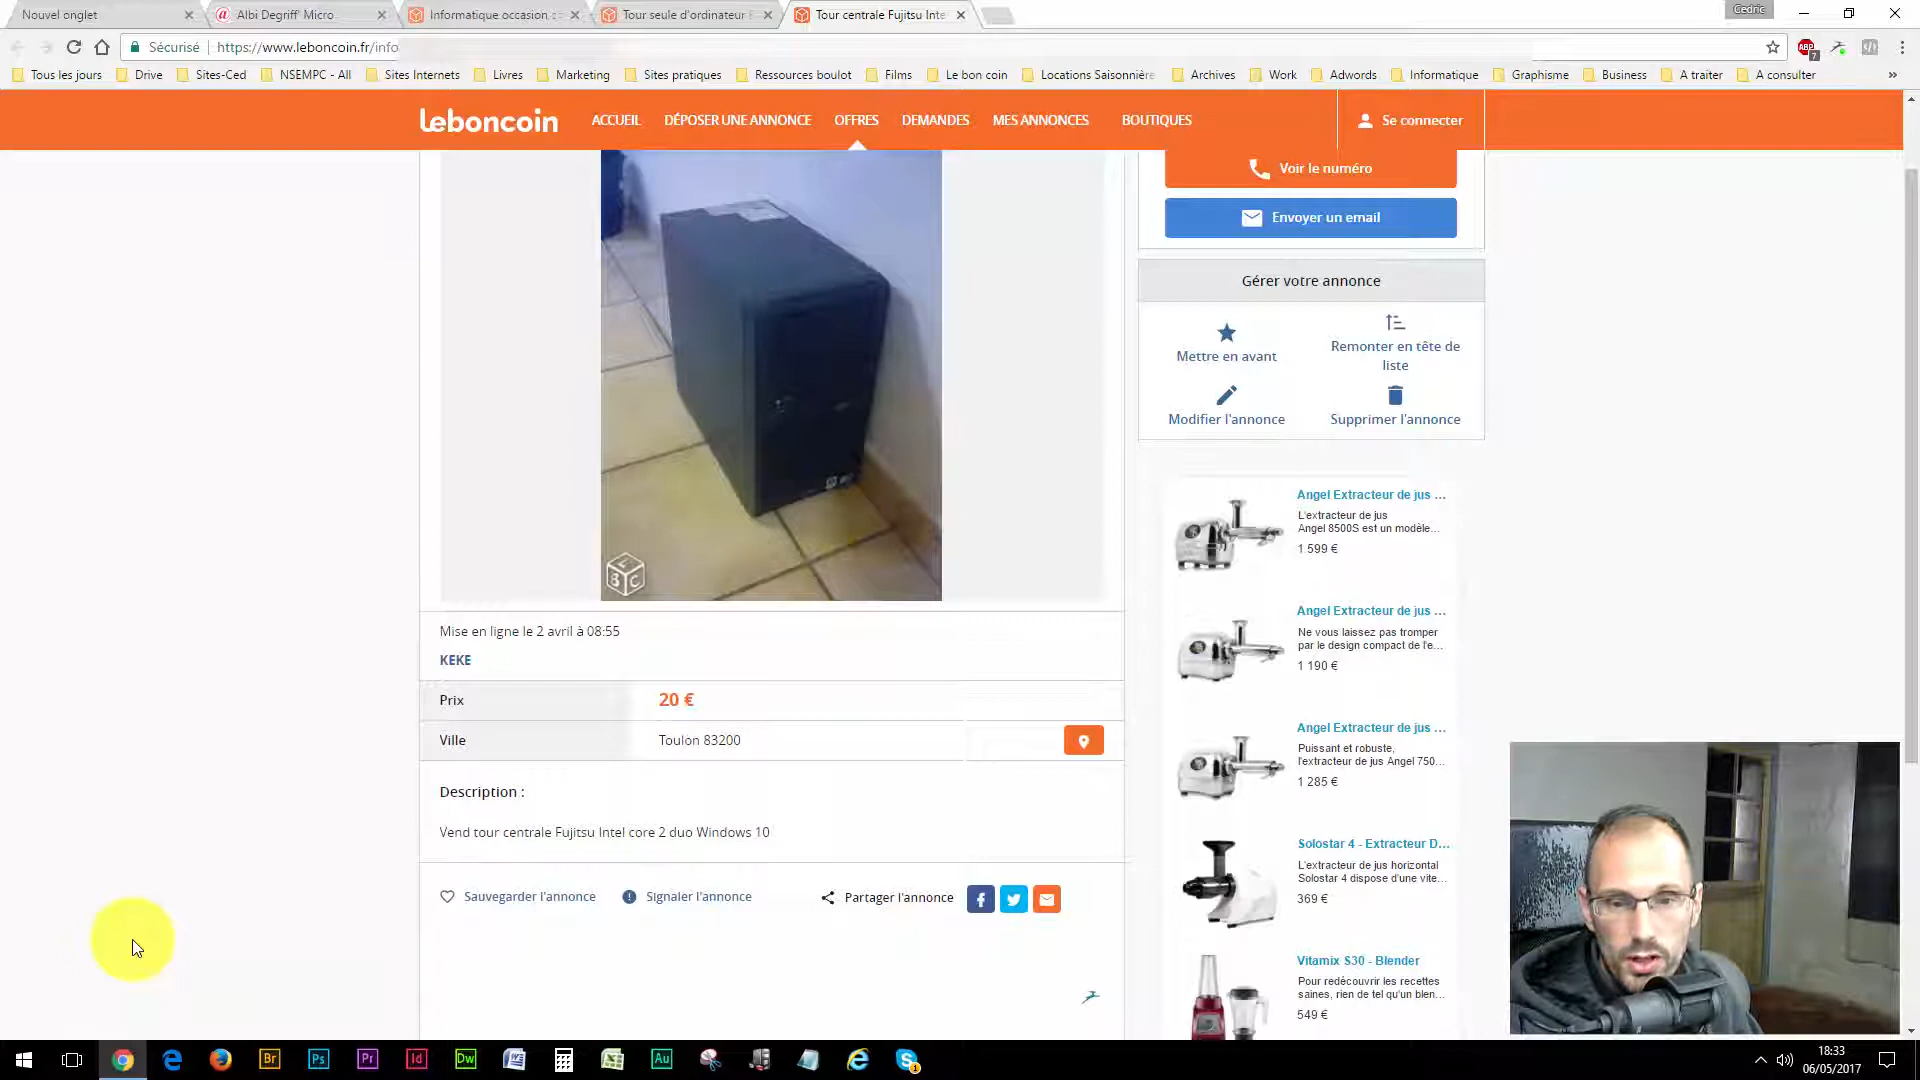 Nouvel onglet
Albi Degriff' Micro
Informatique occasion,
Tour seule d'ordinateur
Tour centrale Fujitsu Inte
Cedric
Sécurisé
https://www.leboncoin.fr/info
ABP
7
Tous les jours
Drive
Sites-Ced
NSEMPC - All
Sites Internets
Livres
Marketing
Sites pratiques
Ressources boulot
Films
Le bon coin
Locations Saisonnière
Archives
Work
Adwords
Informatique
Graphisme
Business
A traiter
A consulter
leboncoin
ACCUEIL
DÉPOSER UNE ANNONCE
OFFRES
DEMANDES
MES ANNONCES
BOUTIQUES
Se connecter
Voir le numéro
Envoyer un email
Gérer votre annonce
Mettre en avant
Remonter en tête de
liste
Modifier l'annonce
Supprimer l'annonce
LBC
Mise en ligne le 2 avril à 08:55
KEKE
Prix
20 €
Ville
Toulon 83200
Description :
Vend tour centrale Fujitsu Intel core 2 duo Windows 10
Sauvegarder l'annonce
Signaler l'annonce
Partager l'annonce
Angel Extracteur de jus ...
L'extracteur de jus
Angel 8500S est un modèle...
1 599 €
Angel Extracteur de jus ...
Ne vous laissez pas tromper
par le design compact de l'e...
1 190 €
Angel Extracteur de jus ...
Puissant et robuste,
l'extracteur de jus Angel 750...
1 285 €
Solostar 4 - Extracteur D...
L'extracteur de jus horizontal
Solostar 4 dispose d'une vite...
369 €
Vitamix S30 - Blender
Pour redécouvrir les recettes
saines, rien de tel qu'un blen...
549 €
Br
Ps
Pr
Id
Dw
Au
1
18:33
06/05/2017